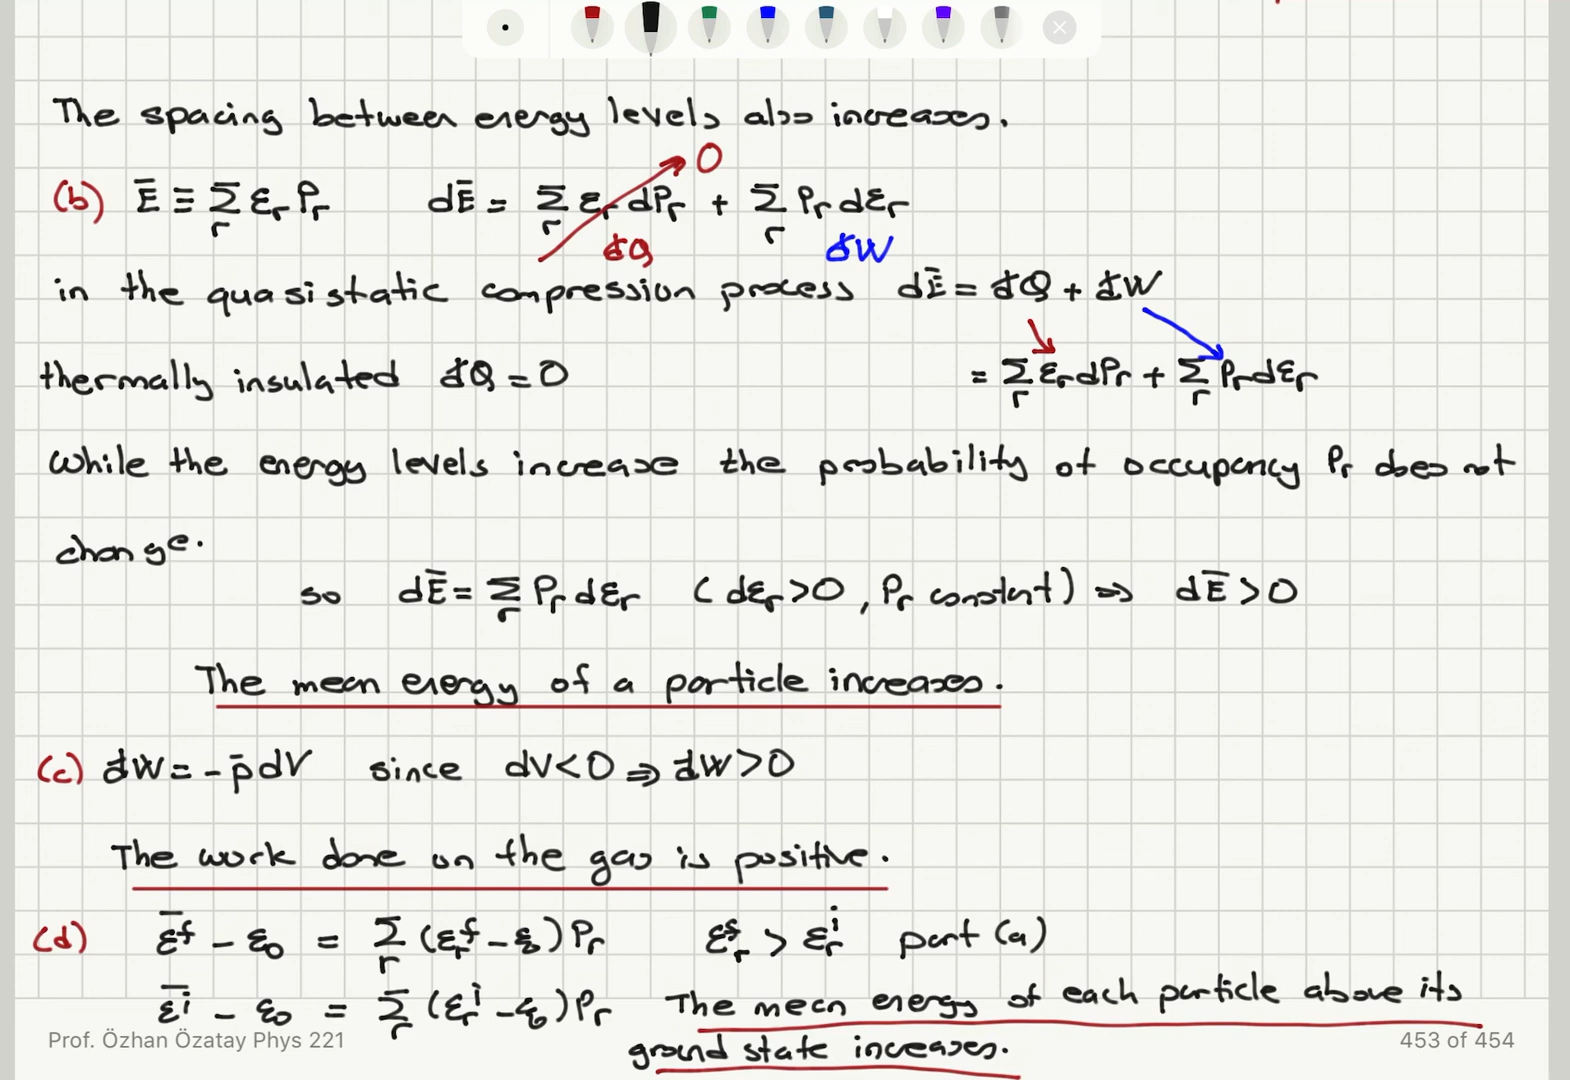 The spacing between energy levels also increases.
0
(b) Ē ≡ Σ_r ε_r P_r    dĒ = Σ_r ε_r dP_r + Σ_r P_r dε_r
đQ    đW
in the quasistatic compression process dĒ = đQ + đW
thermally insulated đQ = 0    = Σ_r ε_r dP_r + Σ_r P_r dε_r
while the energy levels increase the probability of occupancy P_r does not
change.
so dĒ = Σ_r P_r dε_r (dε_r > 0, P_r constant) ⇒ dĒ > 0
The mean energy of a particle increases.
(c) đW = -p̄dV since dV < 0 ⇒ đW > 0
The work done on the gas is positive.
(d) ε̄^f - ε_0 = Σ_r (ε_r^f - ε_0) P_r    ε_r^f > ε_r^i part (a)
ε̄^i - ε_0 = Σ_r (ε_r^i - ε_0) P_r    The mean energy of each particle above its
ground state increases.
Prof. Özhan Özatay Phys 221
453 of 454